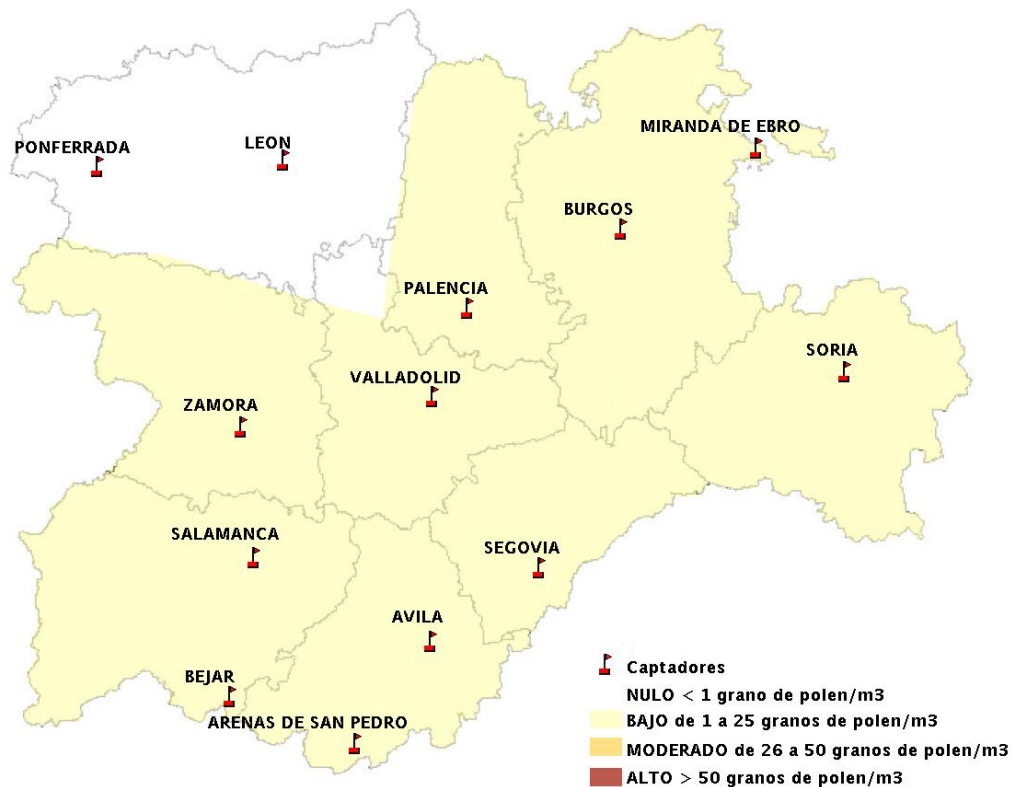 MIRANDA DE EBRO
PONFERRADA
LEON
BURGOS
PALENCIA
SORIA
VALLADOLID
ZAMORA
SALAMANCA
SEGOVIA
AVILA
BEJAR
ARENAS DE SAN PEDRO
Captadores
NULO < 1 grano de polen/m3
BAJO de 1 a 25 granos de polen/m3
MODERADO de 26 a 50 granos de polen/m3
ALTO > 50 granos de polen/m3